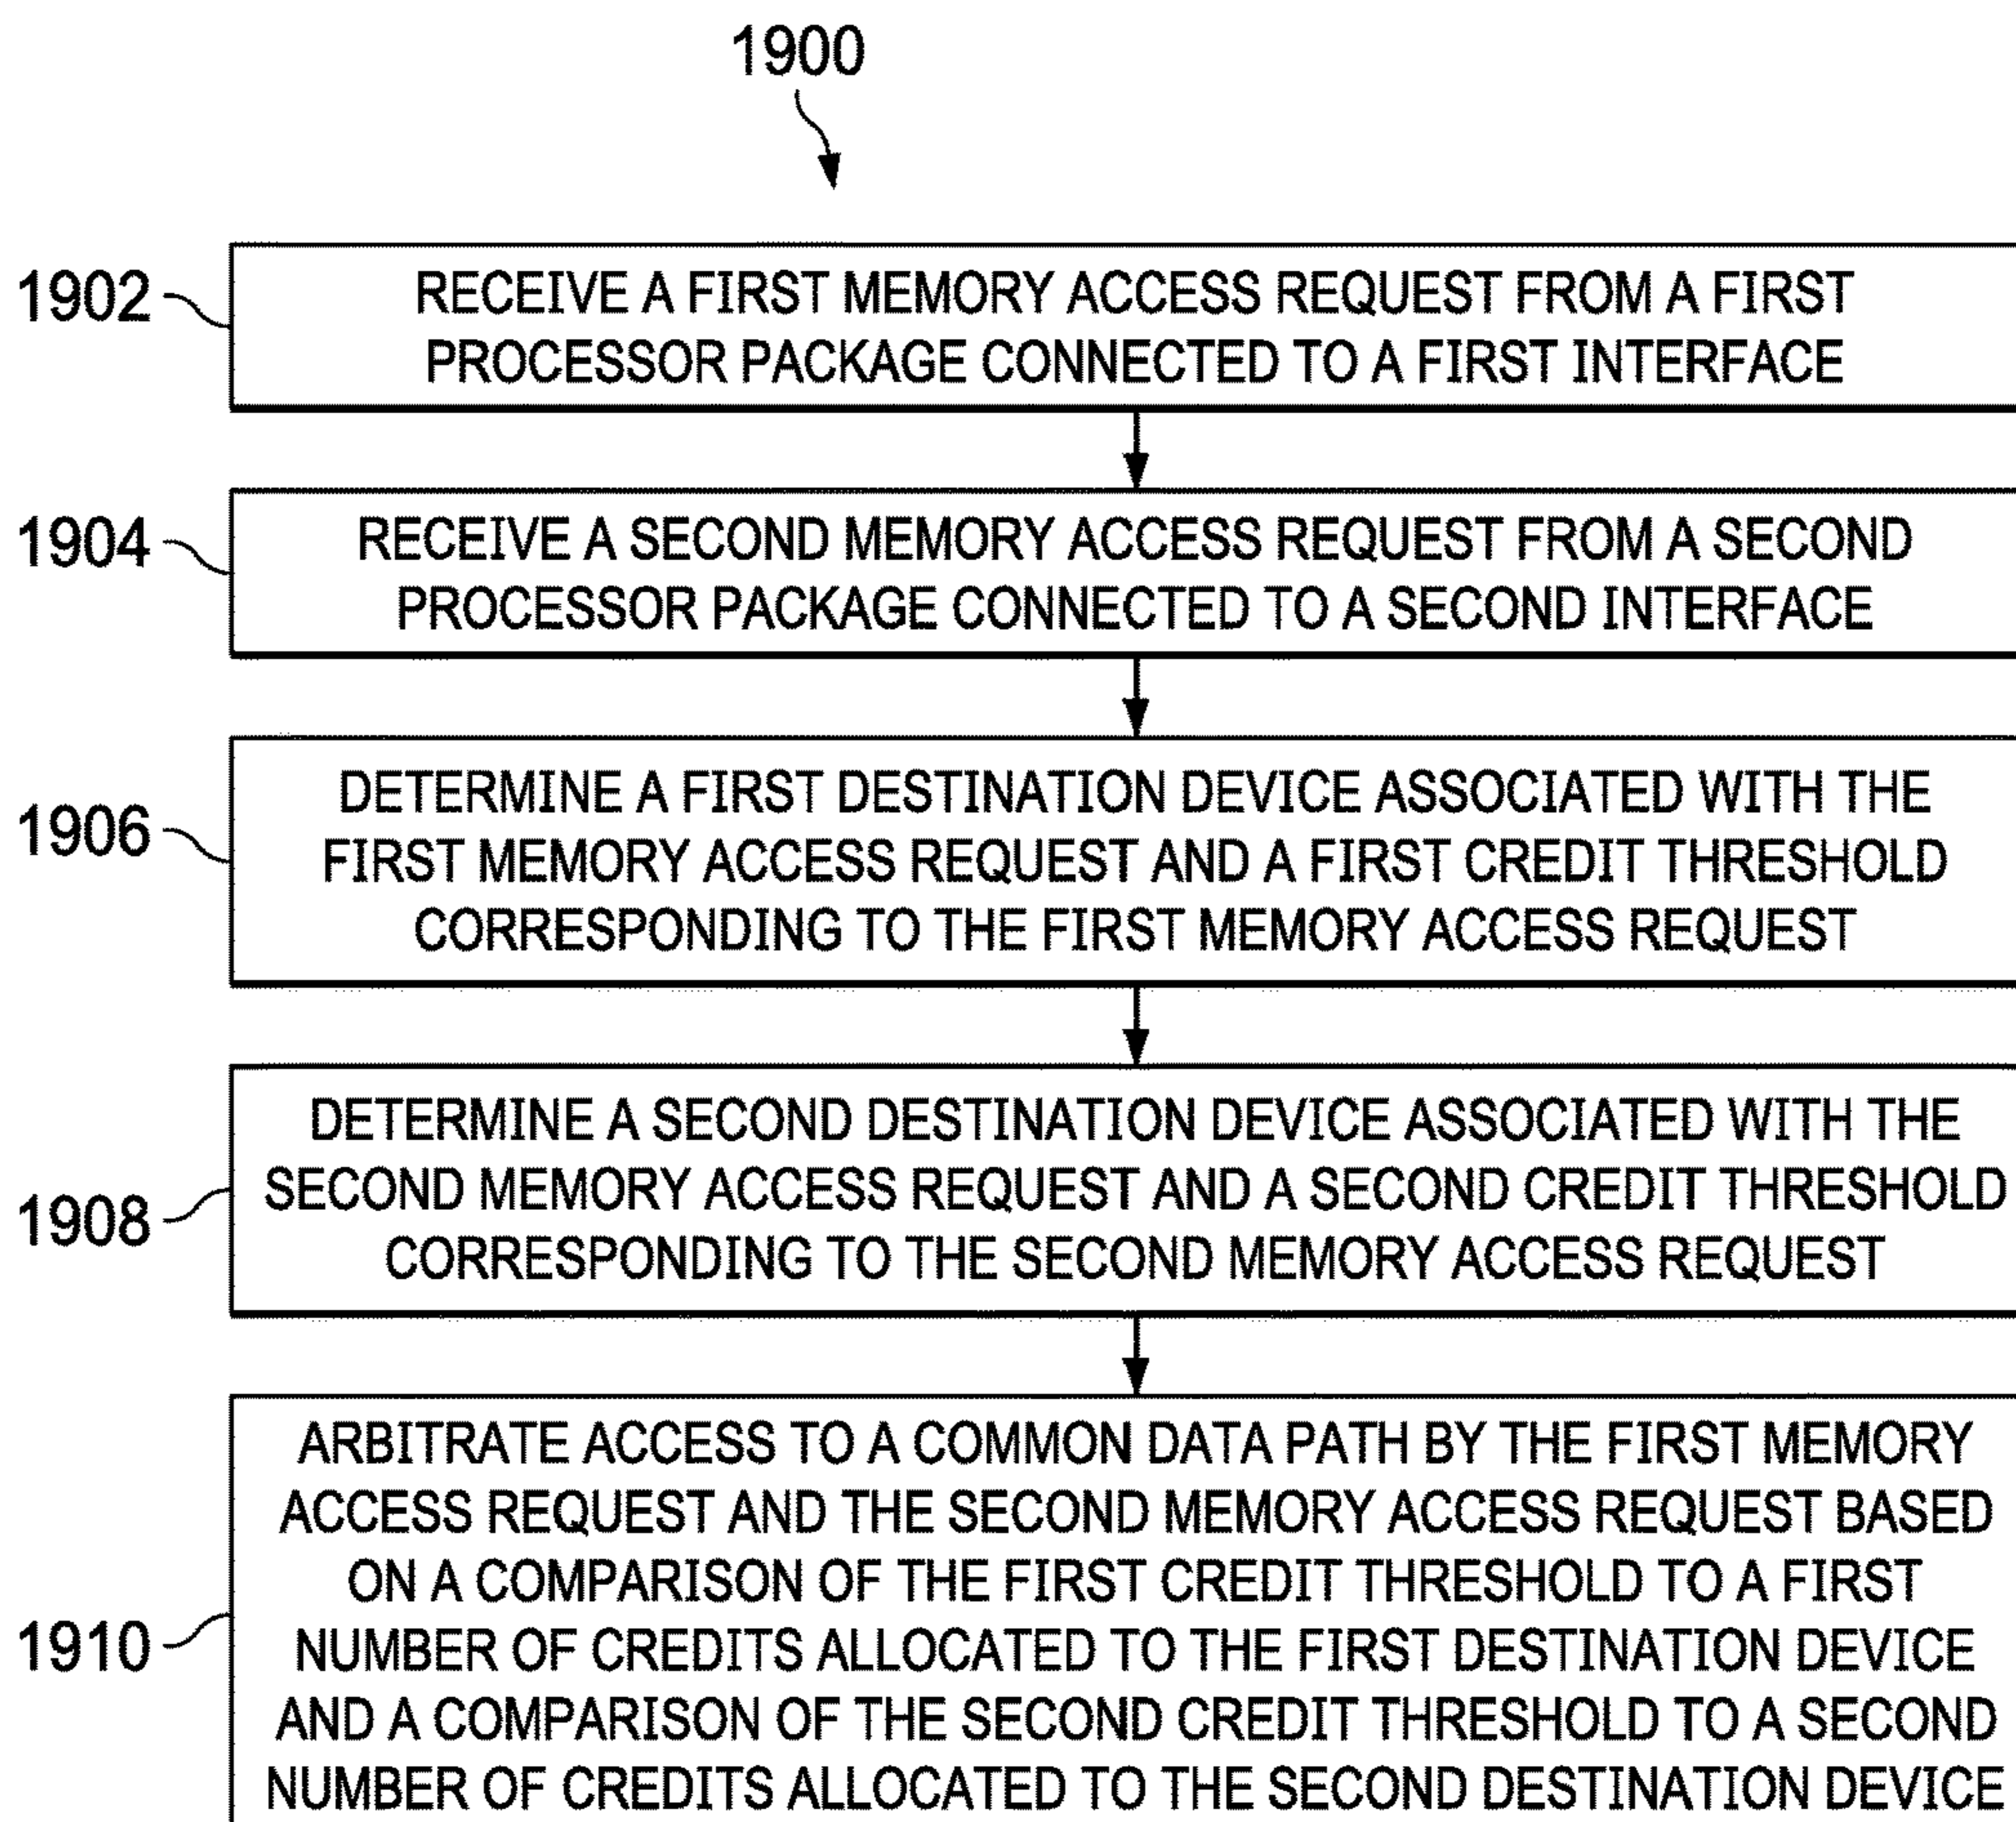 1900
1902
RECEIVE A FIRST MEMORY ACCESS REQUEST FROM A FIRST
PROCESSOR PACKAGE CONNECTED TO A FIRST INTERFACE
1904
RECEIVE A SECOND MEMORY ACCESS REQUEST FROM A SECOND
PROCESSOR PACKAGE CONNECTED TO A SECOND INTERFACE
1906
DETERMINE A FIRST DESTINATION DEVICE ASSOCIATED WITH THE
FIRST MEMORY ACCESS REQUEST AND A FIRST CREDIT THRESHOLD
CORRESPONDING TO THE FIRST MEMORY ACCESS REQUEST
1908
DETERMINE A SECOND DESTINATION DEVICE ASSOCIATED WITH THE
SECOND MEMORY ACCESS REQUEST AND A SECOND CREDIT THRESHOLD
CORRESPONDING TO THE SECOND MEMORY ACCESS REQUEST
1910
ARBITRATE ACCESS TO A COMMON DATA PATH BY THE FIRST MEMORY
ACCESS REQUEST AND THE SECOND MEMORY ACCESS REQUEST BASED
ON A COMPARISON OF THE FIRST CREDIT THRESHOLD TO A FIRST
NUMBER OF CREDITS ALLOCATED TO THE FIRST DESTINATION DEVICE
AND A COMPARISON OF THE SECOND CREDIT THRESHOLD TO A SECOND
NUMBER OF CREDITS ALLOCATED TO THE SECOND DESTINATION DEVICE